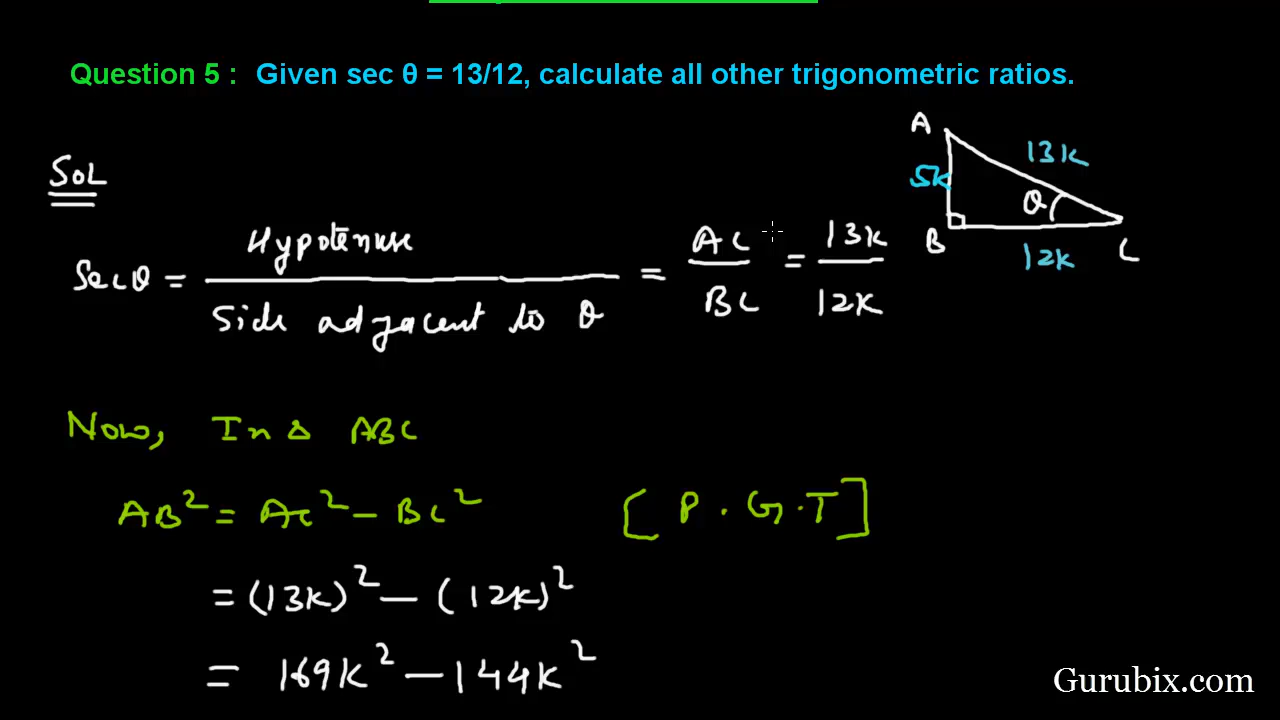 Question 5 : Given sec θ = 13/12, calculate all other trigonometric ratios.
A
13k
5k
θ
B
12k
C
Sol
Secθ = Hypotenuse / Side adjacent to θ = AC / BC = 13k / 12k
Now, In Δ ABC
AB² = AC² - BC² [P.G.T]
= (13k)² - (12k)²
= 169k² - 144k²
Gurubix.com